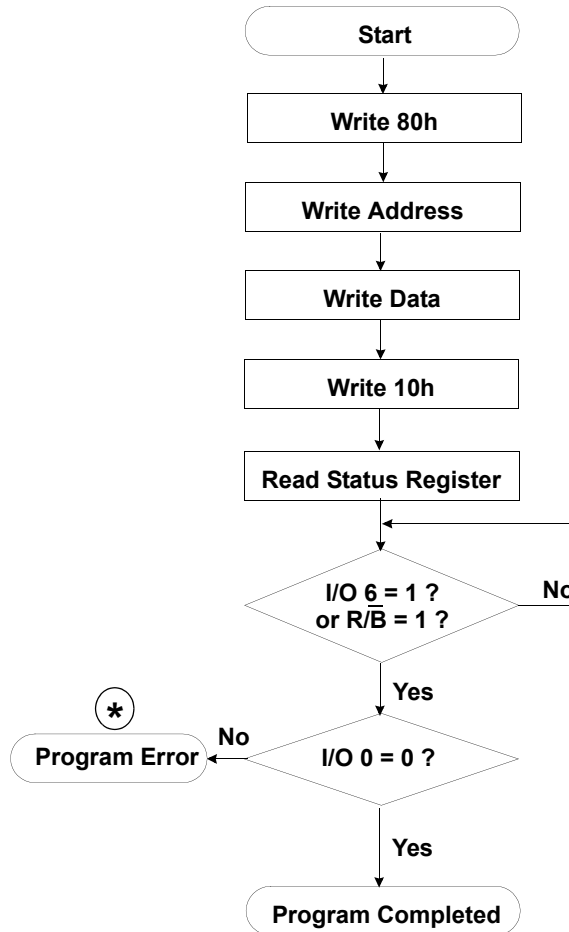 Start
Write 80h
Write Address
Write Data
Write 10h
Read Status Register
I/O 6 = 1 ?
or R/B̅ = 1 ?
No
Yes
*
No
Program Error
I/O 0 = 0 ?
Yes
Program Completed